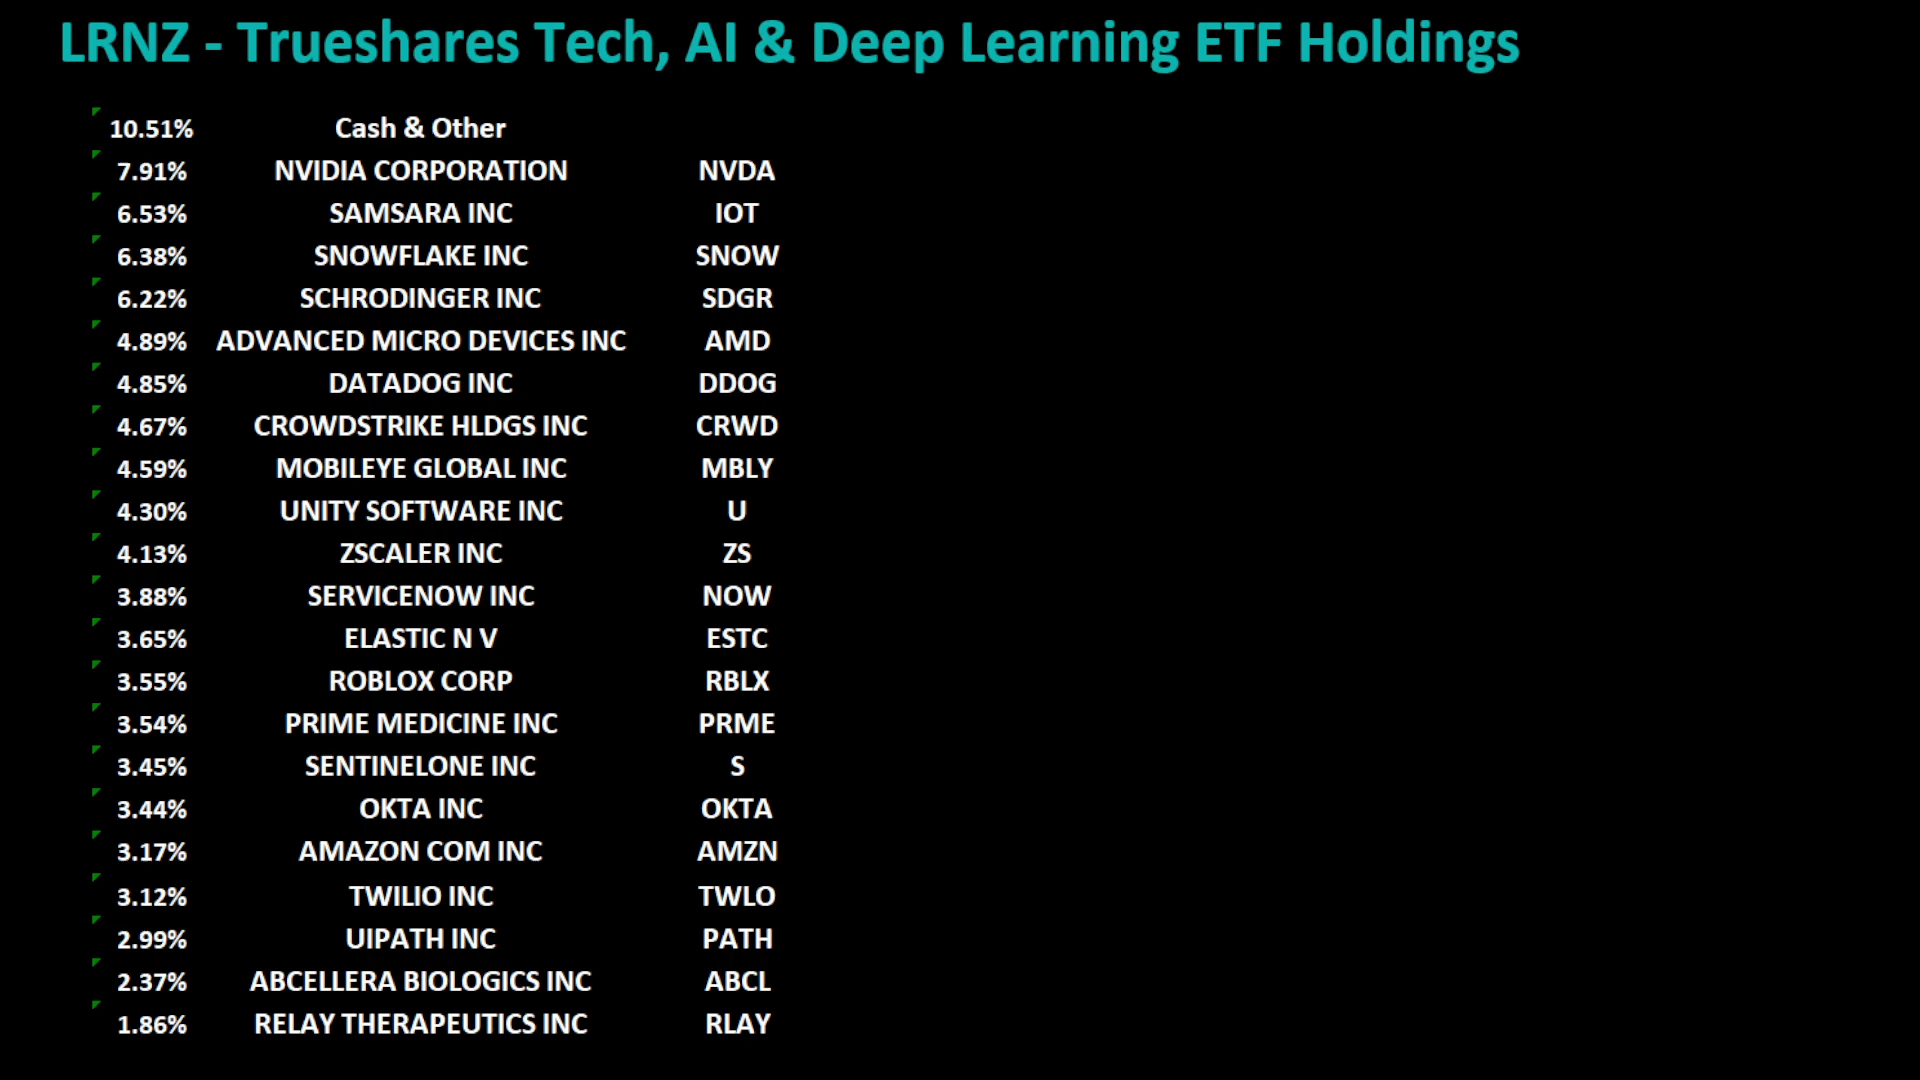 LRNZ - Trueshares Tech, AI & Deep Learning ETF Holdings
10.51% Cash & Other
7.91% NVIDIA CORPORATION NVDA
6.53% SAMSARA INC IOT
6.38% SNOWFLAKE INC SNOW
6.22% SCHRODINGER INC SDGR
4.89% ADVANCED MICRO DEVICES INC AMD
4.85% DATADOG INC DDOG
4.67% CROWDSTRIKE HLDGS INC CRWD
4.59% MOBILEYE GLOBAL INC MBLY
4.30% UNITY SOFTWARE INC U
4.13% ZSCALER INC ZS
3.88% SERVICENOW INC NOW
3.65% ELASTIC N V ESTC
3.55% ROBLOX CORP RBLX
3.54% PRIME MEDICINE INC PRME
3.45% SENTINELONE INC S
3.44% OKTA INC OKTA
3.17% AMAZON COM INC AMZN
3.12% TWILIO INC TWLO
2.99% UIPATH INC PATH
2.37% ABCELLERA BIOLOGICS INC ABCL
1.86% RELAY THERAPEUTICS INC RLAY